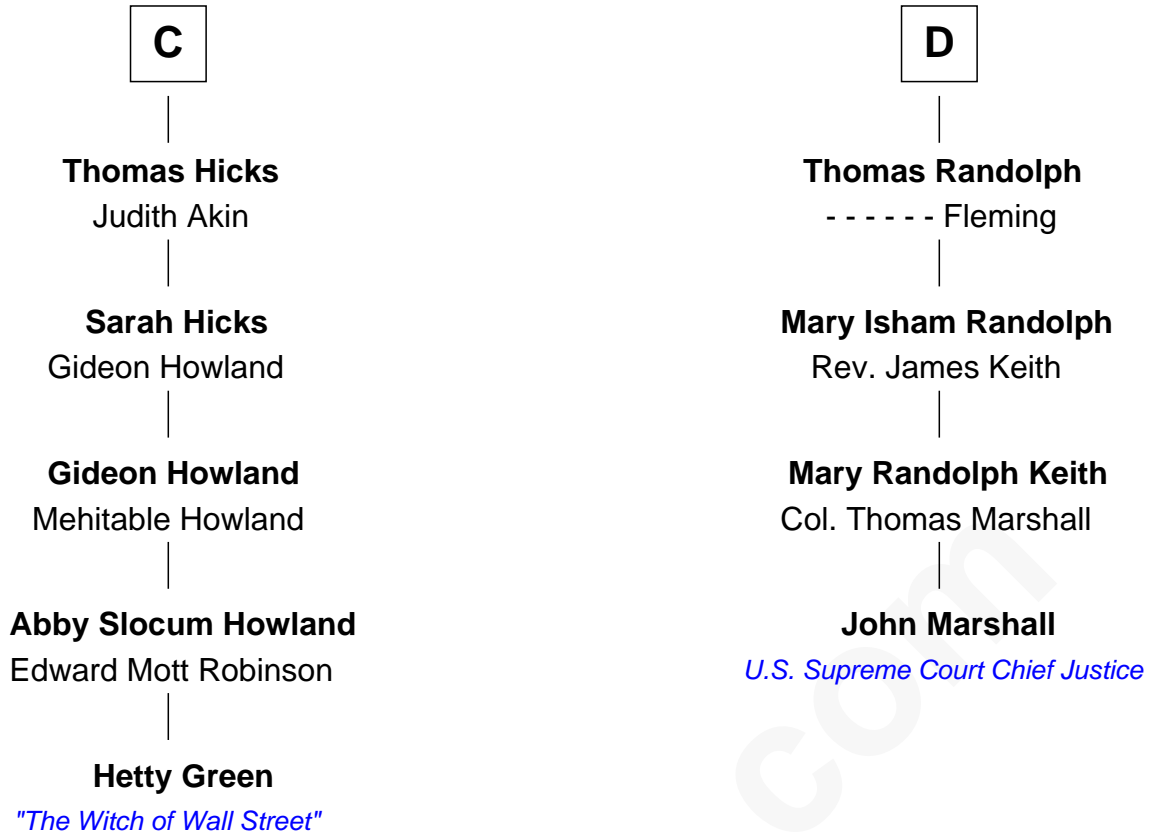 C
Thomas Hicks
Judith Akin
Sarah Hicks
Gideon Howland
Gideon Howland
Mehitable Howland
Abby Slocum Howland
Edward Mott Robinson
Hetty Green
"The Witch of Wall Street"
D
Thomas Randolph
- - - - - - Fleming
Mary Isham Randolph
Rev. James Keith
Mary Randolph Keith
Col. Thomas Marshall
John Marshall
U.S. Supreme Court Chief Justice
com